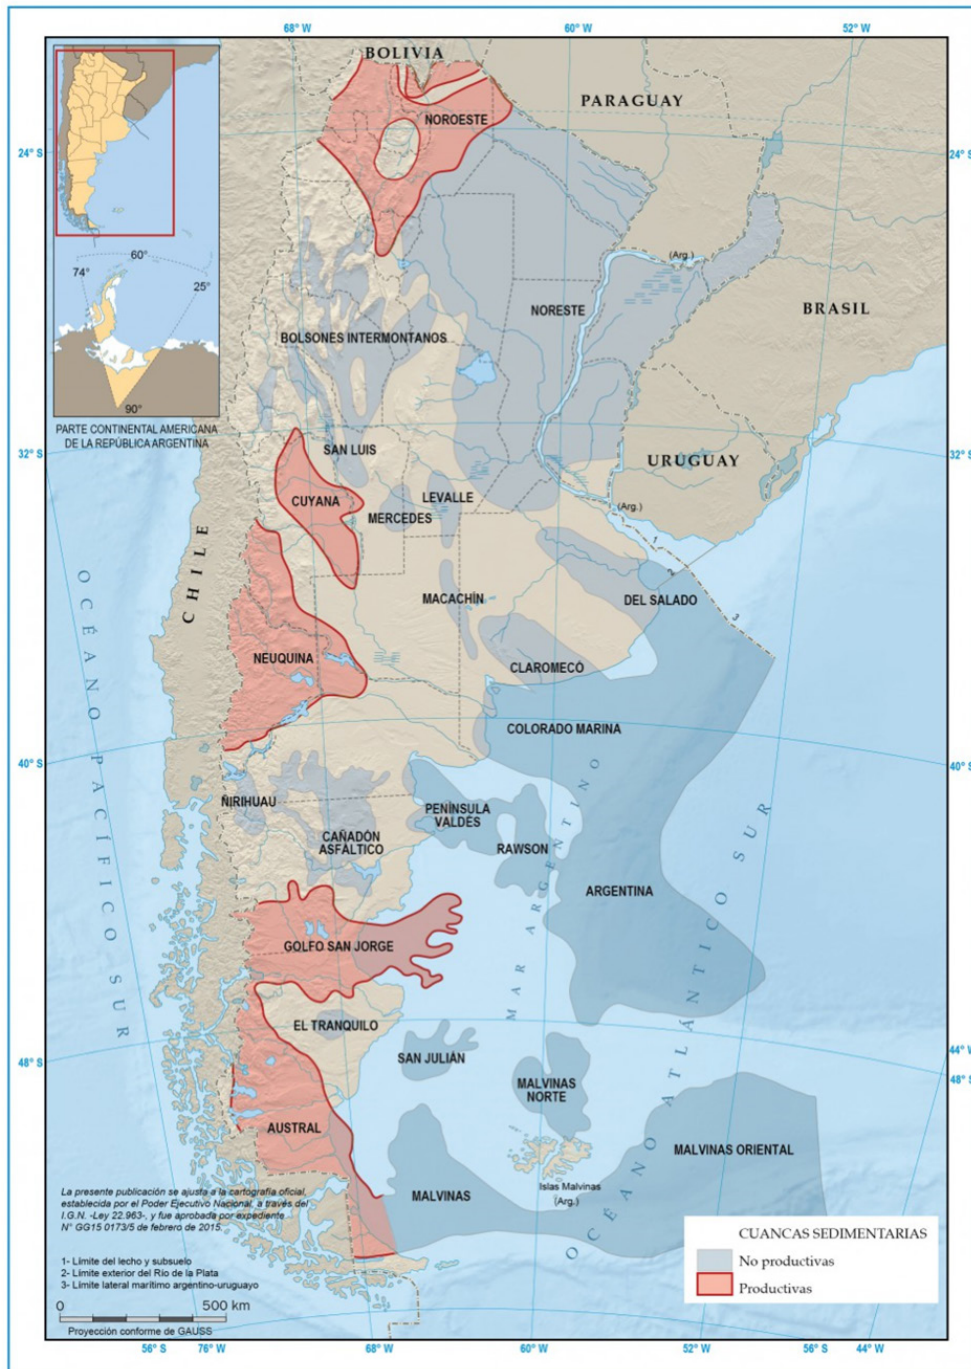 68° W
60° W
52° W
BOLIVIA
PARAGUAY
NOROESTE
24° S
24° S
60°
74°
25°
90°
PARTE CONTINENTAL AMERICANA
DE LA REPÚBLICA ARGENTINA
(Arg.)
NORESTE
BRASIL
BOLSONES INTERMONTANOS
32° S
32° S
SAN LUIS
URUGUAY
CUYANA
LEVALLE
MERCEDES
(Arg.)
CHILE
1
2
3
MACACHÍN
DEL SALADO
NEUQUINA
CLAROMECÓ
OCÉANO PACÍFICO SUR
COLORADO MARINA
40° S
40° S
ÑIRIHUAU
PENÍNSULA
VALDÉS
CAÑADÓN
ASFÁLTICO
RAWSON
MAR ARGENTINO
ARGENTINA
GOLFO SAN JORGE
OCÉANO ATLÁNTICO SUR
EL TRANQUILO
48° S
SAN JULIÁN
44° W
48° S
MALVINAS
NORTE
AUSTRAL
MALVINAS ORIENTAL
MALVINAS
Islas Malvinas
(Arg.)
La presente publicación se ajusta a la cartografía oficial,
establecida por el Poder Ejecutivo Nacional, a través del
I.G.N. -Ley 22.963-, y fue aprobada por expediente
N° GG15 0173/5 de febrero de 2015.
1- Límite del lecho y subsuelo
2- Límite exterior del Río de la Plata
3- Límite lateral marítimo argentino-uruguayo
0 500 km
Proyección conforme de GAUSS
CUANCAS SEDIMENTARIAS
No productivas
Productivas
56° S
76° W
68° W
60° W
52° W
56° S
44° W